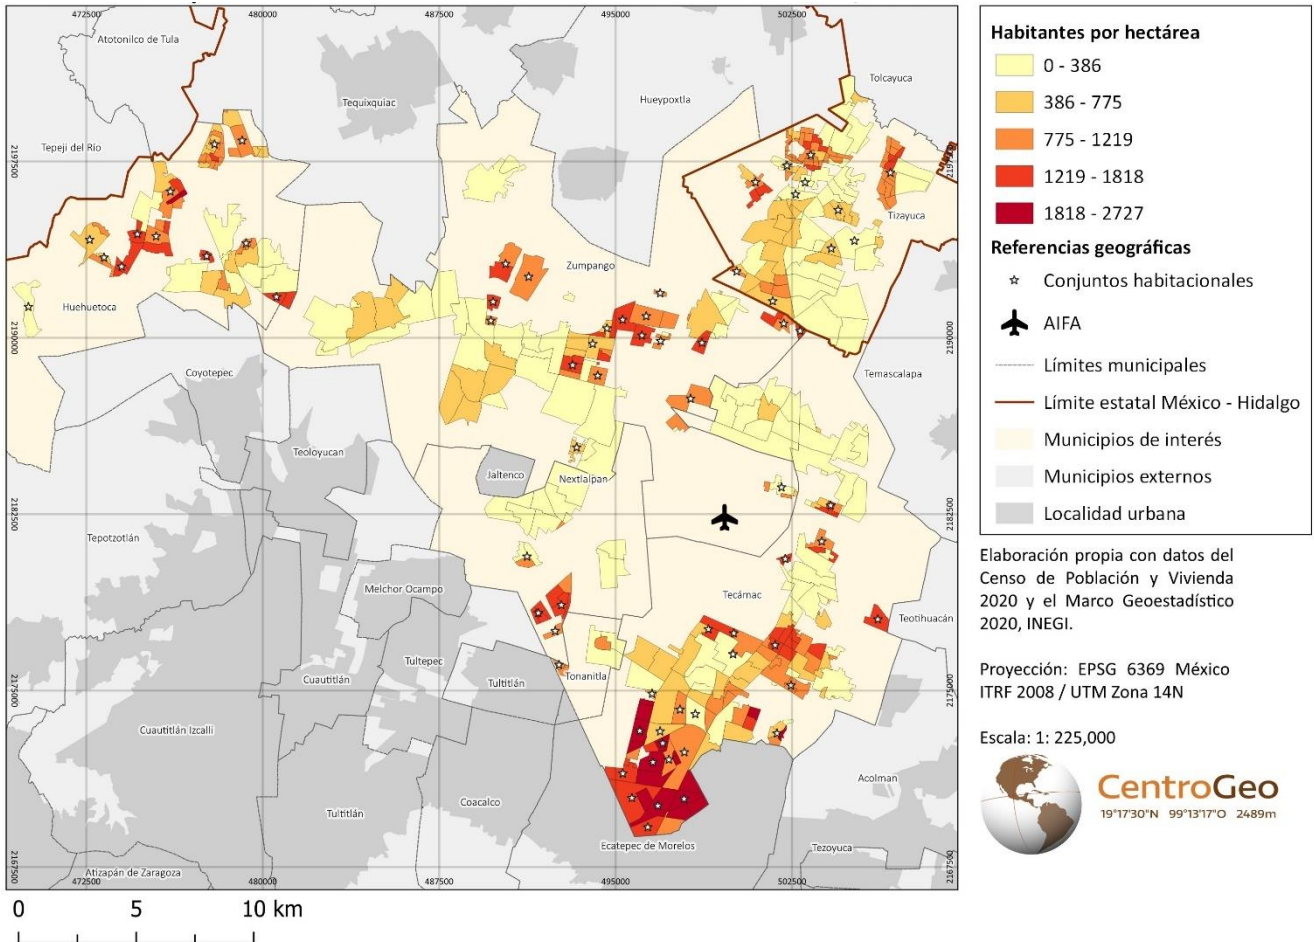 472500
480000
487500
495000
502500
Atotonilco de Tula
Tequixquiac
Hueypoxtla
Tolcayuca
Tepeji del Río
2197500
2197500
Tizayuca
Zumpango
Huehuetoca
2190000
2190000
Coyotepec
Temascalapa
Teoloyucan
Jaltenco
Nextlalpan
2182500
2182500
Tepotzotlán
Melchor Ocampo
Tecámac
Teotihuacán
Tultepec
Cuautitlán
Tultitlán
Tonanitla
2175000
2175000
Cuautitlán Izcalli
Acolman
Coacalco
Tultitlán
Ecatepec de Morelos
Tezoyuca
2167500
2167500
Atizapán de Zaragoza
472500
480000
487500
495000
502500
0 5 10 km
Habitantes por hectárea
0 - 386
386 - 775
775 - 1219
1219 - 1818
1818 - 2727
Referencias geográficas
Conjuntos habitacionales
AIFA
Límites municipales
Límite estatal México - Hidalgo
Municipios de interés
Municipios externos
Localidad urbana
Elaboración propia con datos del
Censo de Población y Vivienda
2020 y el Marco Geoestadístico
2020, INEGI.
Proyección: EPSG 6369 México
ITRF 2008 / UTM Zona 14N
Escala: 1: 225,000
CentroGeo
19°17'30"N 99°13'17"O 2489m